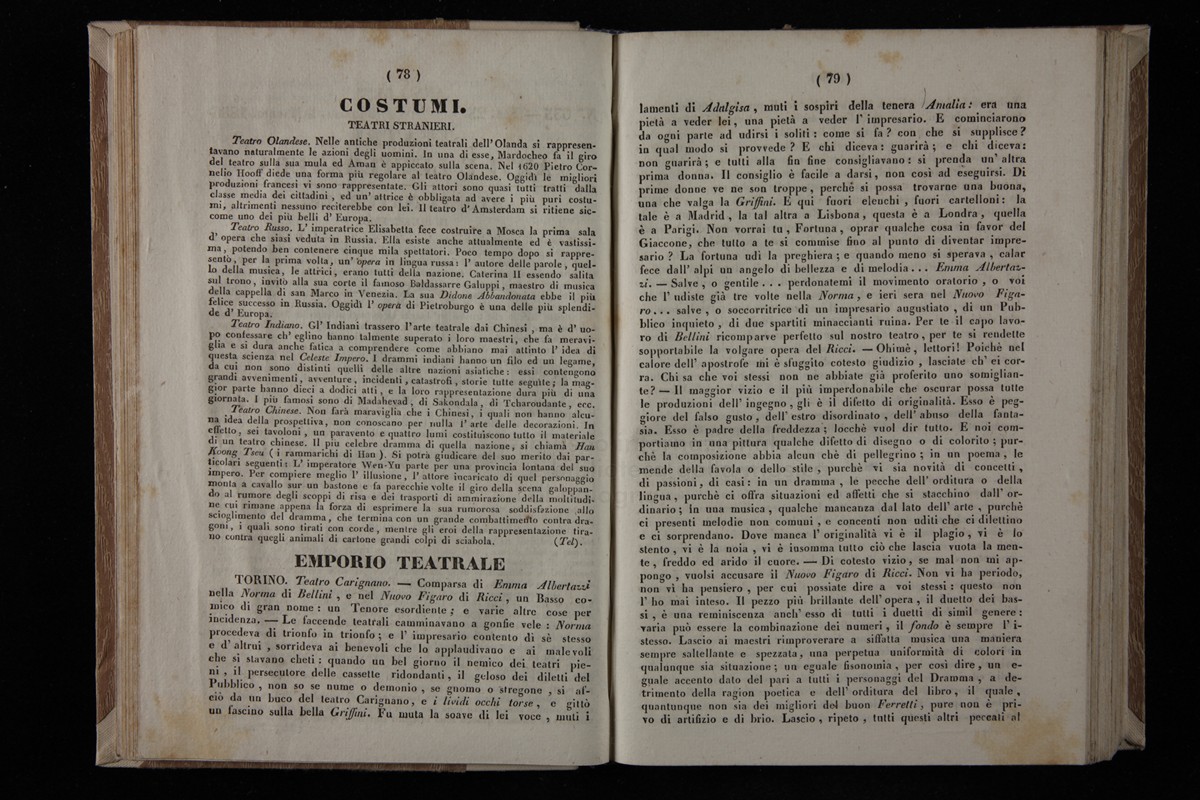 ( 78 )
COSTUMI.
TEATRI STRANIERI.
Teatro Olandese. Nelle antiche produzioni teatrali dell' Olanda si rappresen-
tavano naturalmente le azioni degli uomini. In una di esse, Mardocheo fa il giro
del teatro sulla sua mula ed Aman è appiccato sulla scena. Nel 1620 Pietro Cor-
nelio Hooff diede una forma più regolare al teatro Olandese. Oggidì le migliori
produzioni francesi vi sono rappresentate. Gli attori sono quasi tutti tratti dalla
classe media dei cittadini , ed un' attrice è obbligata ad avere i più puri costu-
mi, altrimenti nessuno reciterebbe con lei. Il teatro d' Amsterdam si ritiene sic-
come uno dei più belli d' Europa.
Teatro Russo. L' imperatrice Elisabetta fece costruire a Mosca la prima sala
d' opera che siasi veduta in Russia. Ella esiste anche attualmente ed è vastissi-
ma , potendo ben contenere cinque mila spettatori. Poco tempo dopo si rappre-
sentò, per la prima volta, un' opera in lingua russa : l' autore delle parole , quel-
lo della musica, le attrici, erano tutti della nazione. Caterina II essendo salita
sul trono, invitò alla sua corte il famoso Baldassarre Galuppi, maestro di musica
della cappella di san Marco in Venezia. La sua Didone Abbandonata ebbe il più
felice successo in Russia. Oggidì l' opera di Pietroburgo è una delle più splendi-
de d' Europa.
Teatro Indiano. Gl' Indiani trassero l' arte teatrale dai Chinesi , ma è d' uo-
po confessare ch' eglino hanno talmente superato i loro maestri, che fa meravi-
glia e si dura anche fatica a comprendere come abbiano mai attinto l' idea di
questa scienza nel Celeste Impero. I drammi indiani hanno un filo ed un legame,
da cui non sono distinti quelli delle altre nazioni asiatiche : essi contengono
grandi avvenimenti , avventure , incidenti , catastrofi , storie tutte seguite ; la mag-
gior parte hanno dieci a dodici atti , e la loro rappresentazione dura più di una
giornata. I più famosi sono di Madahevad , di Sakondala , di Tcharoudante , ecc.
Teatro Chinese. Non farà maraviglia che i Chinesi, i quali non hanno alcu-
na idea della prospettiva, non conoscano per nulla l' arte delle decorazioni. In
effetto, sei tavoloni, un paravento e quattro lumi costituiscono tutto il materiale
di un teatro chinese. Il più celebre dramma di quella nazione, si chiama Han
Koong Tseu ( i rammarichi di Han ). Si potrà giudicare del suo merito dai par-
ticolari seguenti : L' imperatore Wen-Yu parte per una provincia lontana del suo
impero. Per compiere meglio l' illusione, l' attore incaricato di quel personaggio
monta a cavallo sur un bastone e fa parecchie volte il giro della scena galoppan-
do al rumore degli scoppi di risa e dei trasporti di ammirazione della moltitudi-
ne cui rimane appena la forza di esprimere la sua rumorosa soddisfazione allo
scioglimento del dramma, che termina con un grande combattimento contra dra-
goni, i quali sono tirati con corde, mentre gli eroi della rappresentazione tira-
no contra quegli animali di cartone grandi colpi di sciabola. (Tel).
EMPORIO TEATRALE
TORINO. Teatro Carignano. — Comparsa di Emma Albertazzi
nella Norma di Bellini , e nel Nuovo Figaro di Ricci , un Basso co-
mico di gran nome : un Tenore esordiente ; e varie altre cose per
incidenza. — Le faccende teatrali camminavano a gonfie vele : Norma
procedeva di trionfo in trionfo ; e l' impresario contento di sè stesso
e d' altrui , sorrideva ai benevoli che lo applaudivano e ai malevoli
che si stavano cheti : quando un bel giorno il nemico dei teatri pie-
ni , il persecutore delle cassette ridondanti , il geloso dei diletti del
Pubblico , non so se nume o demonio , se gnomo o stregone , si af-
ciò da un buco del teatro Carignano, e i lividi occhi torse , e gittò
un fascino sulla bella Griffini. Fu muta la soave di lei voce , muti i
( 79 )
lamenti di Adalgisa , muti i sospiri della tenera Amalia : era una
pietà a veder lei , una pietà a veder l' impresario. E cominciarono
da ogni parte ad udirsi i soliti : come si fa ? con che si supplisce ?
in qual modo si provvede ? E chi diceva : guarirà ; e chi diceva :
non guarirà ; e tutti alla fin fine consigliavano : si prenda un' altra
prima donna. Il consiglio è facile a darsi, non così ad eseguirsi. Di
prime donne ve ne son troppe, perchè si possa trovarne una buona,
una che valga la Griffini. E qui fuori elenchi , fuori cartelloni : la
tale è a Madrid , la tal altra a Lisbona, questa è a Londra , quella
è a Parigi. Non vorrai tu , Fortuna , oprar qualche cosa in favor del
Giaccone, che tutto a te si commise fino al punto di diventar impre-
sario ? La fortuna udì la preghiera ; e quando meno si sperava , calar
fece dall' alpi un angelo di bellezza e di melodia . . . Emma Albertaz-
zi. — Salve , o gentile . . . perdonatemi il movimento oratorio , o voi
che l' udiste già tre volte nella Norma , e ieri sera nel Nuovo Figa-
ro . . . salve , o soccorritrice di un impresario augustiato , di un Pub-
blico inquieto , di due spartiti minaccianti ruina. Per te il capo lavo-
ro di Bellini ricomparve perfetto sul nostro teatro , per te si rendette
sopportabile la volgare opera del Ricci. — Ohimè, lettori! Poichè nel
calore dell' apostrofe mi è sfuggito cotesto giudizio , lasciate ch' ei cor-
ra. Chi sa che voi stessi non ne abbiate già proferito uno somiglian-
te ? — Il maggior vizio e il più imperdonabile che oscurar possa tutte
le produzioni dell' ingegno , gli è il difetto di originalità. Esso è peg-
giore del falso gusto , dell' estro disordinato , dell' abuso della fanta-
sia. Esso è padre della freddezza ; locchè vuol dir tutto. E noi com-
portiamo in una pittura qualche difetto di disegno o di colorito ; pur-
chè la composizione abbia alcun chè di pellegrino ; in un poema , le
mende della favola o dello stile , purchè vi sia novità di concetti ,
di passioni, di casi : in un dramma , le pecche dell' orditura o della
lingua , purchè ci offra situazioni ed affetti che si stacchino dall' or-
dinario ; in una musica , qualche mancanza dal lato dell' arte , purchè
ci presenti melodie non comuni , e concenti non uditi che ci dilettino
e ci sorprendano. Dove manca l' originalità vi è il plagio , vi è lo
stento , vi è la noia , vi è insomma tutto ciò che lascia vuota la men-
te , freddo ed arido il cuore. — Di cotesto vizio , se mal non mi ap-
pongo , vuolsi accusare il Nuovo Figaro di Ricci. Non vi ha periodo,
non vi ha pensiero , per cui possiate dire a voi stessi : questo non
l' ho mai inteso. Il pezzo più brillante dell' opera , il duetto dei bas-
si , è una reminiscenza anch' esso di tutti i duetti di simil genere :
varia può essere la combinazione dei numeri , il fondo è sempre l' i-
stesso. Lascio ai maestri rimproverare a siffatta musica una maniera
sempre saltellante e spezzata , una perpetua uniformità di colori in
qualunque sia situazione ; un eguale fisonomia , per così dire , un e-
guale accento dato del pari a tutti i personaggi del Dramma , a de-
trimento della ragion poetica e dell' orditura del libro , il quale ,
quantunque non sia dei migliori del buon Ferretti , pure non è pri-
vo di artifizio e di brio. Lascio , ripeto , tutti questi altri peccati al